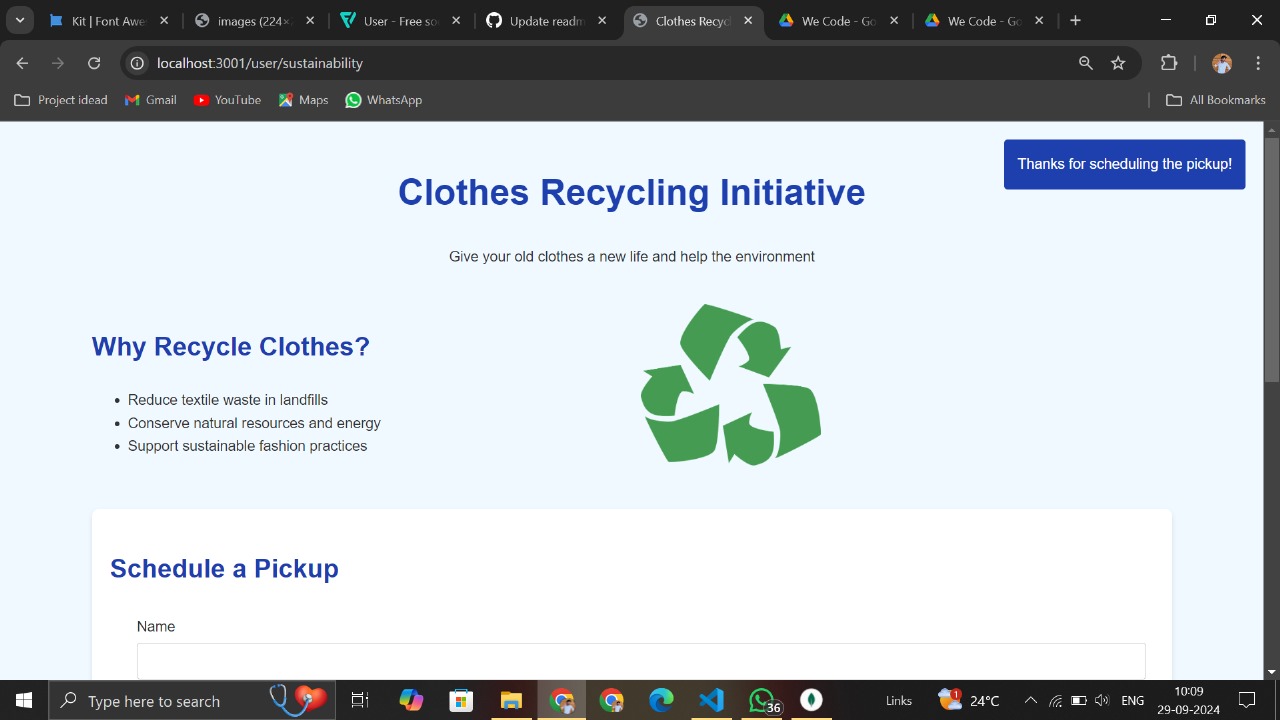 Kit | Font Awes
images (224×
User - Free so
Update readm
Clothes Recycl
We Code - Go
We Code - Go
localhost:3001/user/sustainability
Project idead
Gmail
YouTube
Maps
WhatsApp
All Bookmarks
Thanks for scheduling the pickup!
Clothes Recycling Initiative
Give your old clothes a new life and help the environment
Why Recycle Clothes?
• Reduce textile waste in landfills
• Conserve natural resources and energy
• Support sustainable fashion practices
Schedule a Pickup
Name
Type here to search
36
Links
1
24°C
ENG
10:09
29-09-2024